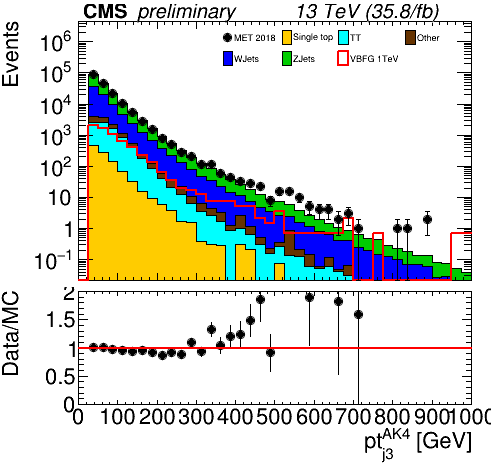 CMS preliminary 13 TeV (35.8/fb)
Events
MET 2018 Single top TT Other
WJets ZJets VBFG 1TeV
10^6
10^5
10^4
10^3
10^2
10
1
10^−1
Data/MC
2
1.5
1
0.5
0
0 100 200 300 400 500 600 700 800 900 1000
pt_j3^AK4 [GeV]